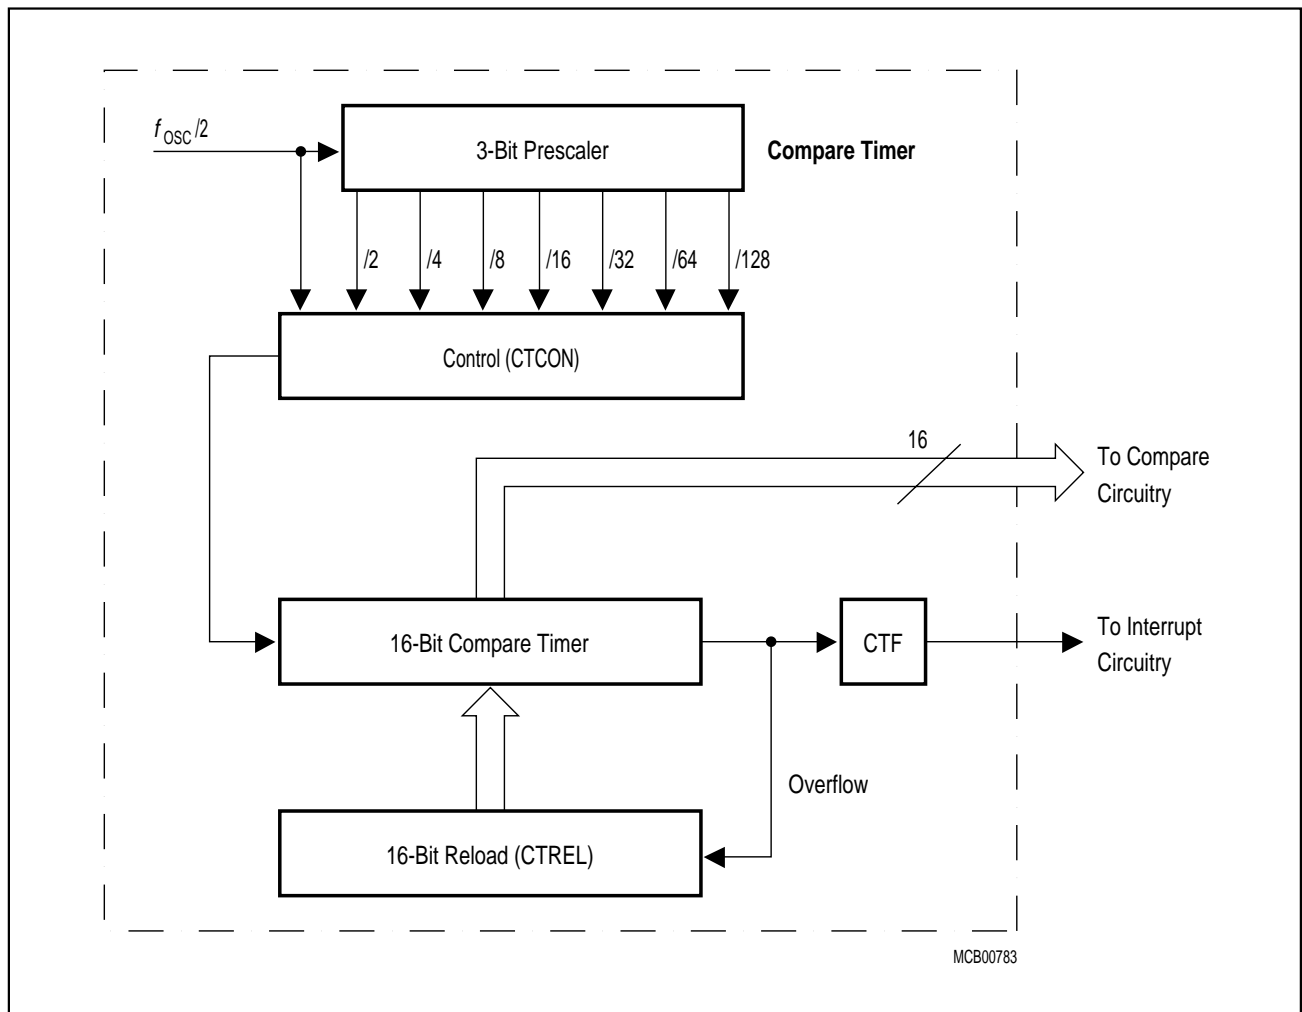 fOSC/2
3-Bit Prescaler
Compare Timer
/2
/4
/8
/16
/32
/64
/128
Control (CTCON)
16
To Compare
Circuitry
16-Bit Compare Timer
CTF
To Interrupt
Circuitry
Overflow
16-Bit Reload (CTREL)
MCB00783